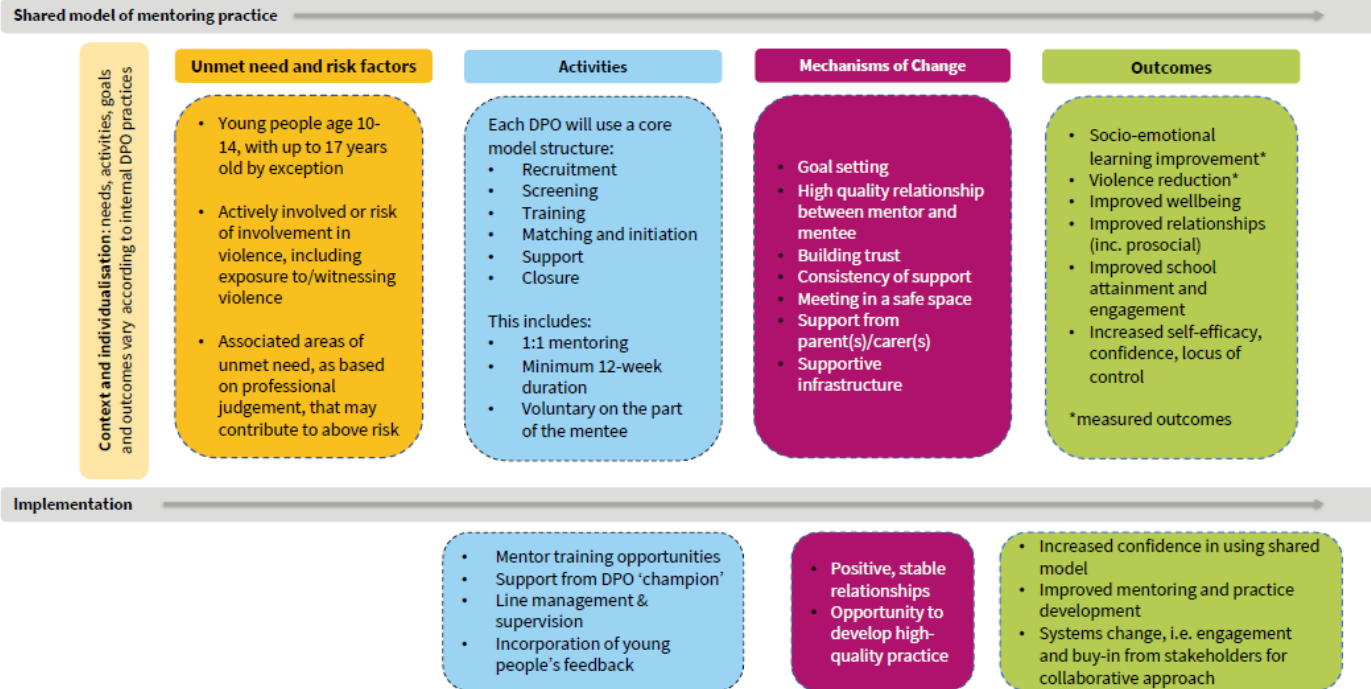 Shared model of mentoring practice
Context and individualisation: needs, activities, goals
and outcomes vary according to internal DPO practices
Unmet need and risk factors
• Young people age 10-
14, with up to 17 years
old by exception
• Actively involved or risk
of involvement in
violence, including
exposure to/witnessing
violence
• Associated areas of
unmet need, as based
on professional
judgement, that may
contribute to above risk
Activities
Each DPO will use a core
model structure:
• Recruitment
• Screening
• Training
• Matching and initiation
• Support
• Closure
This includes:
• 1:1 mentoring
• Minimum 12-week
duration
• Voluntary on the part
of the mentee
Mechanisms of Change
• Goal setting
• High quality relationship
between mentor and
mentee
• Building trust
• Consistency of support
• Meeting in a safe space
• Support from
parent(s)/carer(s)
• Supportive
infrastructure
Outcomes
• Socio-emotional
learning improvement*
• Violence reduction*
• Improved wellbeing
• Improved relationships
(inc. prosocial)
• Improved school
attainment and
engagement
• Increased self-efficacy,
confidence, locus of
control
*measured outcomes
Implementation
• Mentor training opportunities
• Support from DPO ‘champion’
• Line management &
supervision
• Incorporation of young
people’s feedback
• Positive, stable
relationships
• Opportunity to
develop high-
quality practice
• Increased confidence in using shared
model
• Improved mentoring and practice
development
• Systems change, i.e. engagement
and buy-in from stakeholders for
collaborative approach